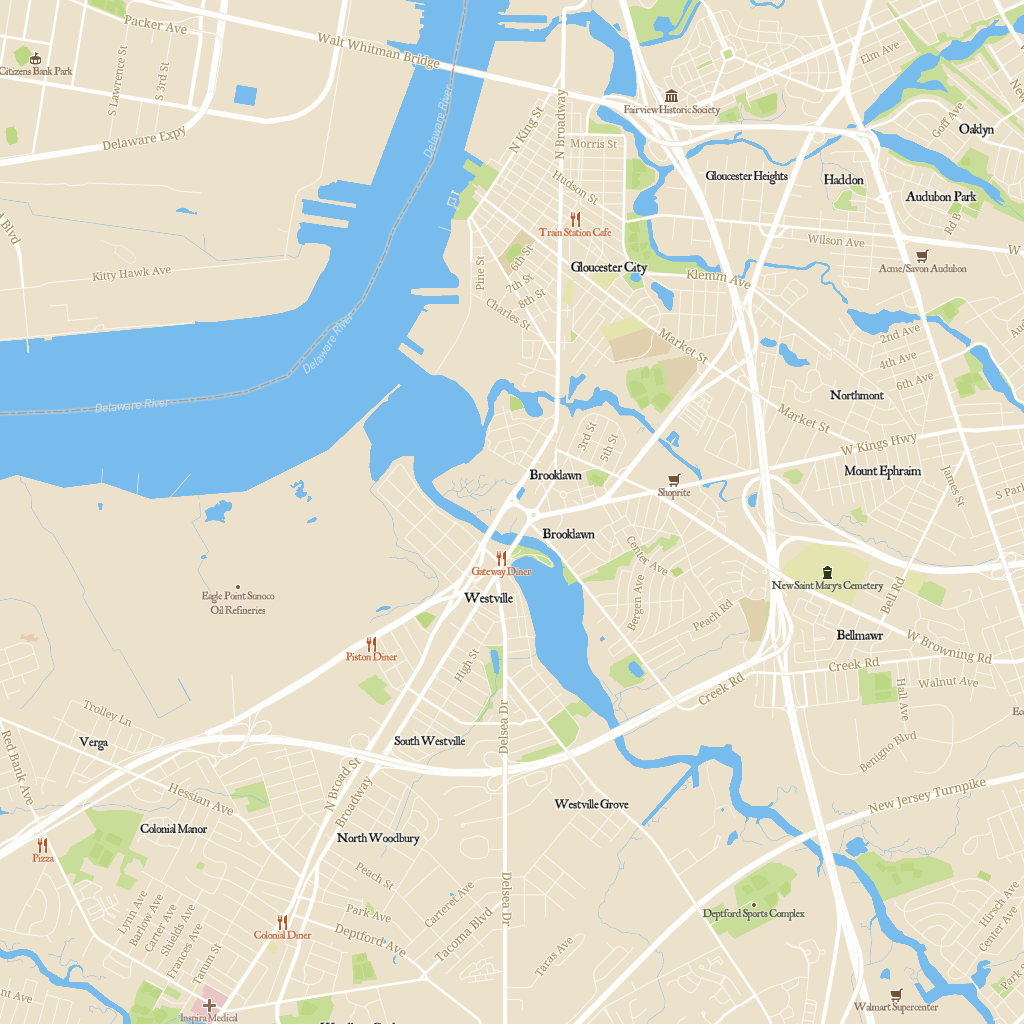 Packer Ave
Walt Whitman Bridge
Citizens Bank Park
S Lawrence St
S 3rd St
Delaware Expy
Delaware River
N King St
N Broadway
Morris St
Hudson St
Elm Ave
Fairview Historic Society
Goff Ave
Oaklyn
Gloucester Heights
Haddon
Audubon Park
Rd B
Train Station Cafe
Wilson Ave
Kitty Hawk Ave
Pine St
6th St
7th St
8th St
Charles St
Gloucester City
Klemm Ave
Acme/Savon Audubon
Delaware River
Market St
2nd Ave
4th Ave
6th Ave
Delaware River
Northmont
Market St
3rd St
5th St
W Kings Hwy
Brooklawn
Shoprite
Mount Ephraim
James St
S Park
Brooklawn
Center Ave
Gateway Diner
Westville
Eagle Point Sunoco
Oil Refineries
New Saint Mary's Cemetery
Bell Rd
Bergen Ave
Peach Rd
Bellmawr
W Browning Rd
Piston Diner
High St
Creek Rd
Creek Rd
Hall Ave
Walnut Ave
Trolley Ln
Verga
Red Bank Ave
South Westville
Delsea Dr
Benigno Blvd
N Broad St
Broadway
Hessian Ave
Westville Grove
New Jersey Turnpike
Colonial Manor
North Woodbury
Pizza
Peach St
Delsea Dr
Carteret Ave
Lynn Ave
Barlow Ave
Carter Ave
Shields Ave
Frances Ave
Tatum St
Park Ave
Colonial Diner
Deptford Ave
Tacoma Blvd
Taras Ave
Deptford Sports Complex
Hirsch Ave
Cener Ave
Inspira Medical
Walmart Supercenter